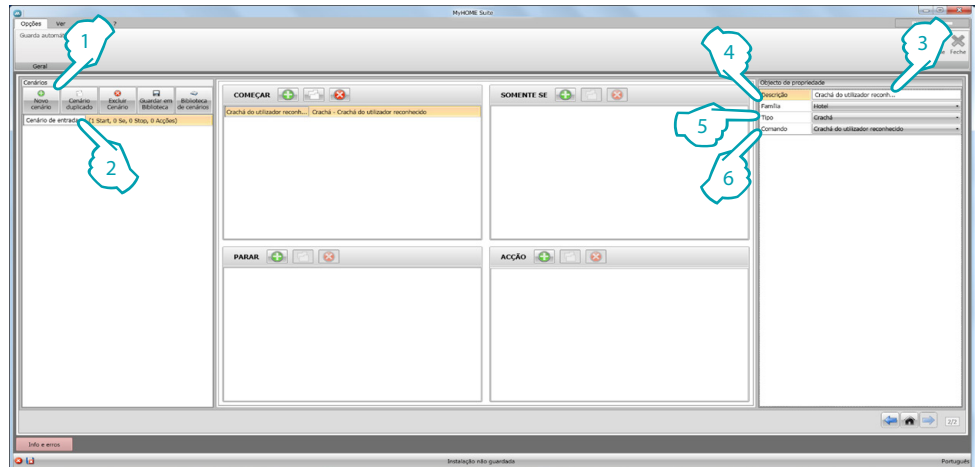 MyHOME Suite
Opções Ver ?
Guarda automát
Geral
Feche
1
2
3
4
5
6
Cenários
Novo cenário
Cenário duplicado
Excluir Cenário
Guardar em Biblioteca
Biblioteca de cenários
Cenário de entrada (1 Start, 0 Se, 0 Stop, 0 Acções)
COMEÇAR
Crachá do utilizador reconh... Crachá - Crachá do utilizador reconhecido
SOMENTE SE
PARAR
ACÇÃO
Objecto de propriedade
Descrição Crachá do utilizador reconh...
Família Hotel
Tipo Crachá
Comando Crachá do utilizador reconhecido
2/2
Info e erros
Instalação não guardada
Português